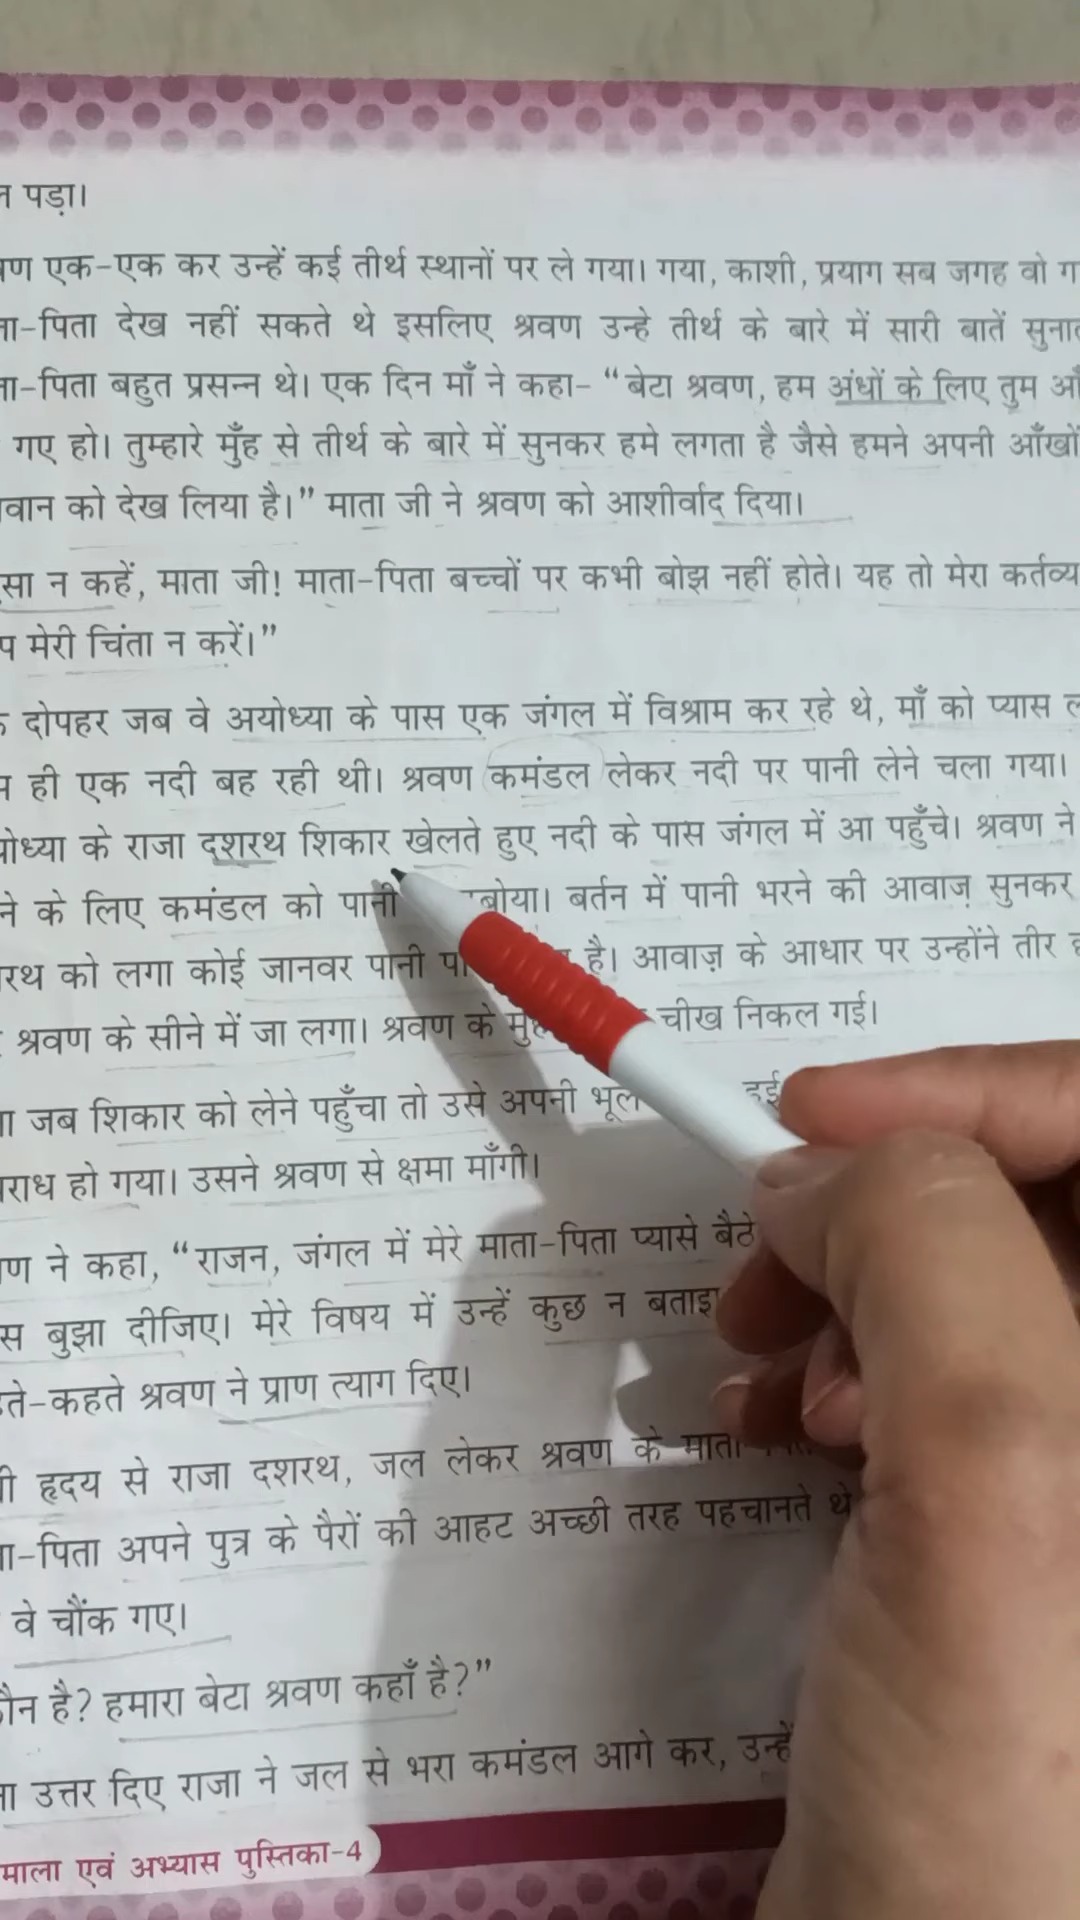 पड़ा।
एक-एक कर उन्हें कई तीर्थ स्थानों पर ले गया। गया, काशी, प्रयाग सब जगह वो
पिता देख नहीं सकते थे इसलिए श्रवण उन्हे तीर्थ के बारे में सारी बातें
पिता बहुत प्रसन्न थे। एक दिन माँ ने कहा- “बेटा श्रवण, हम अंधों के लिए तुम
गए हो। तुम्हारे मुँह से तीर्थ के बारे में सुनकर हमे लगता है जैसे हमने अपनी आँखों
को देख लिया है।” माता जी ने श्रवण को आशीर्वाद दिया।
न कहें, माता जी! माता-पिता बच्चों पर कभी बोझ नहीं होते। यह तो मेरा कर्तव्य
मेरी चिंता न करें।”
दोपहर जब वे अयोध्या के पास एक जंगल में विश्राम कर रहे थे, माँ को प्यास
ही एक नदी बह रही थी। श्रवण कमंडल लेकर नदी पर पानी लेने चला गया।
के राजा दशरथ शिकार खेलते हुए नदी के पास जंगल में आ पहुँचे। श्रवण ने
के लिए कमंडल को पानी बर्तन में पानी भरने की आवाज़ सुनकर
को लगा कोई जानवर पानी है। आवाज़ के आधार पर उन्होंने तीर
श्रवण के सीने में जा लगा। श्रवण के चीख निकल गई।
जब शिकार को लेने पहुँचा तो उसे अपनी भूल
हो गया। उसने श्रवण से क्षमा माँगी।
ने कहा, “राजन, जंगल में मेरे माता-पिता प्यासे बैठे
बुझा दीजिए। मेरे विषय में उन्हें कुछ न
कहते श्रवण ने प्राण त्याग दिए।
हृदय से राजा दशरथ, जल लेकर श्रवण के माता
पिता अपने पुत्र के पैरों की आहट अच्छी तरह पहचानते थे
वे चौंक गए।
है? हमारा बेटा श्रवण कहाँ है?”
उत्तर दिए राजा ने जल से भरा कमंडल आगे कर, उन्हें
माला एवं अभ्यास पुस्तिका-4